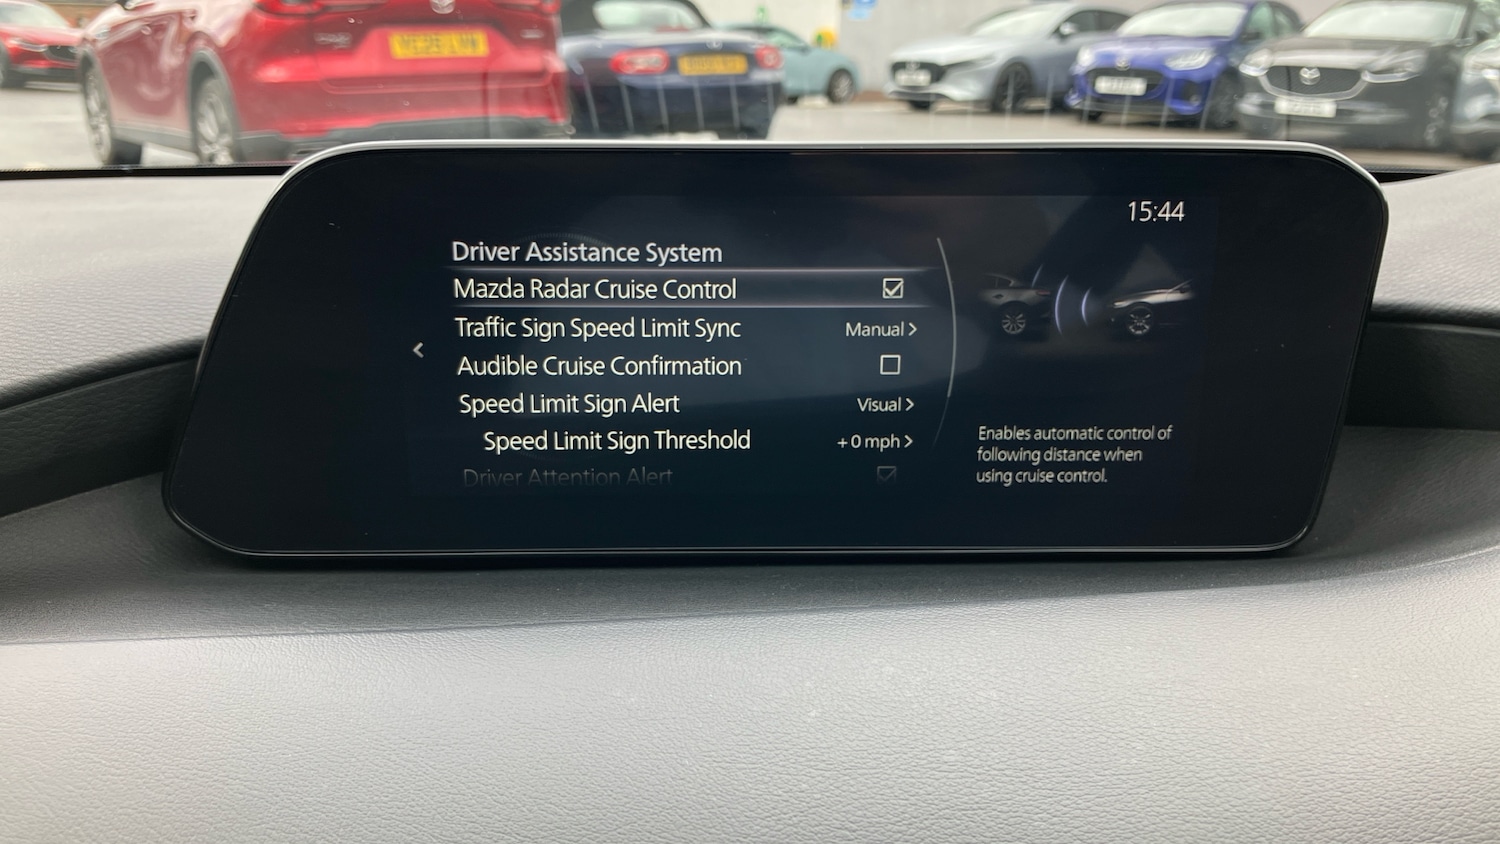 15:44
Driver Assistance System
Mazda Radar Cruise Control
Traffic Sign Speed Limit Sync Manual >
Audible Cruise Confirmation
Speed Limit Sign Alert Visual >
Speed Limit Sign Threshold +0 mph >
Driver Attention Alert
Enables automatic control of
following distance when
using cruise control.